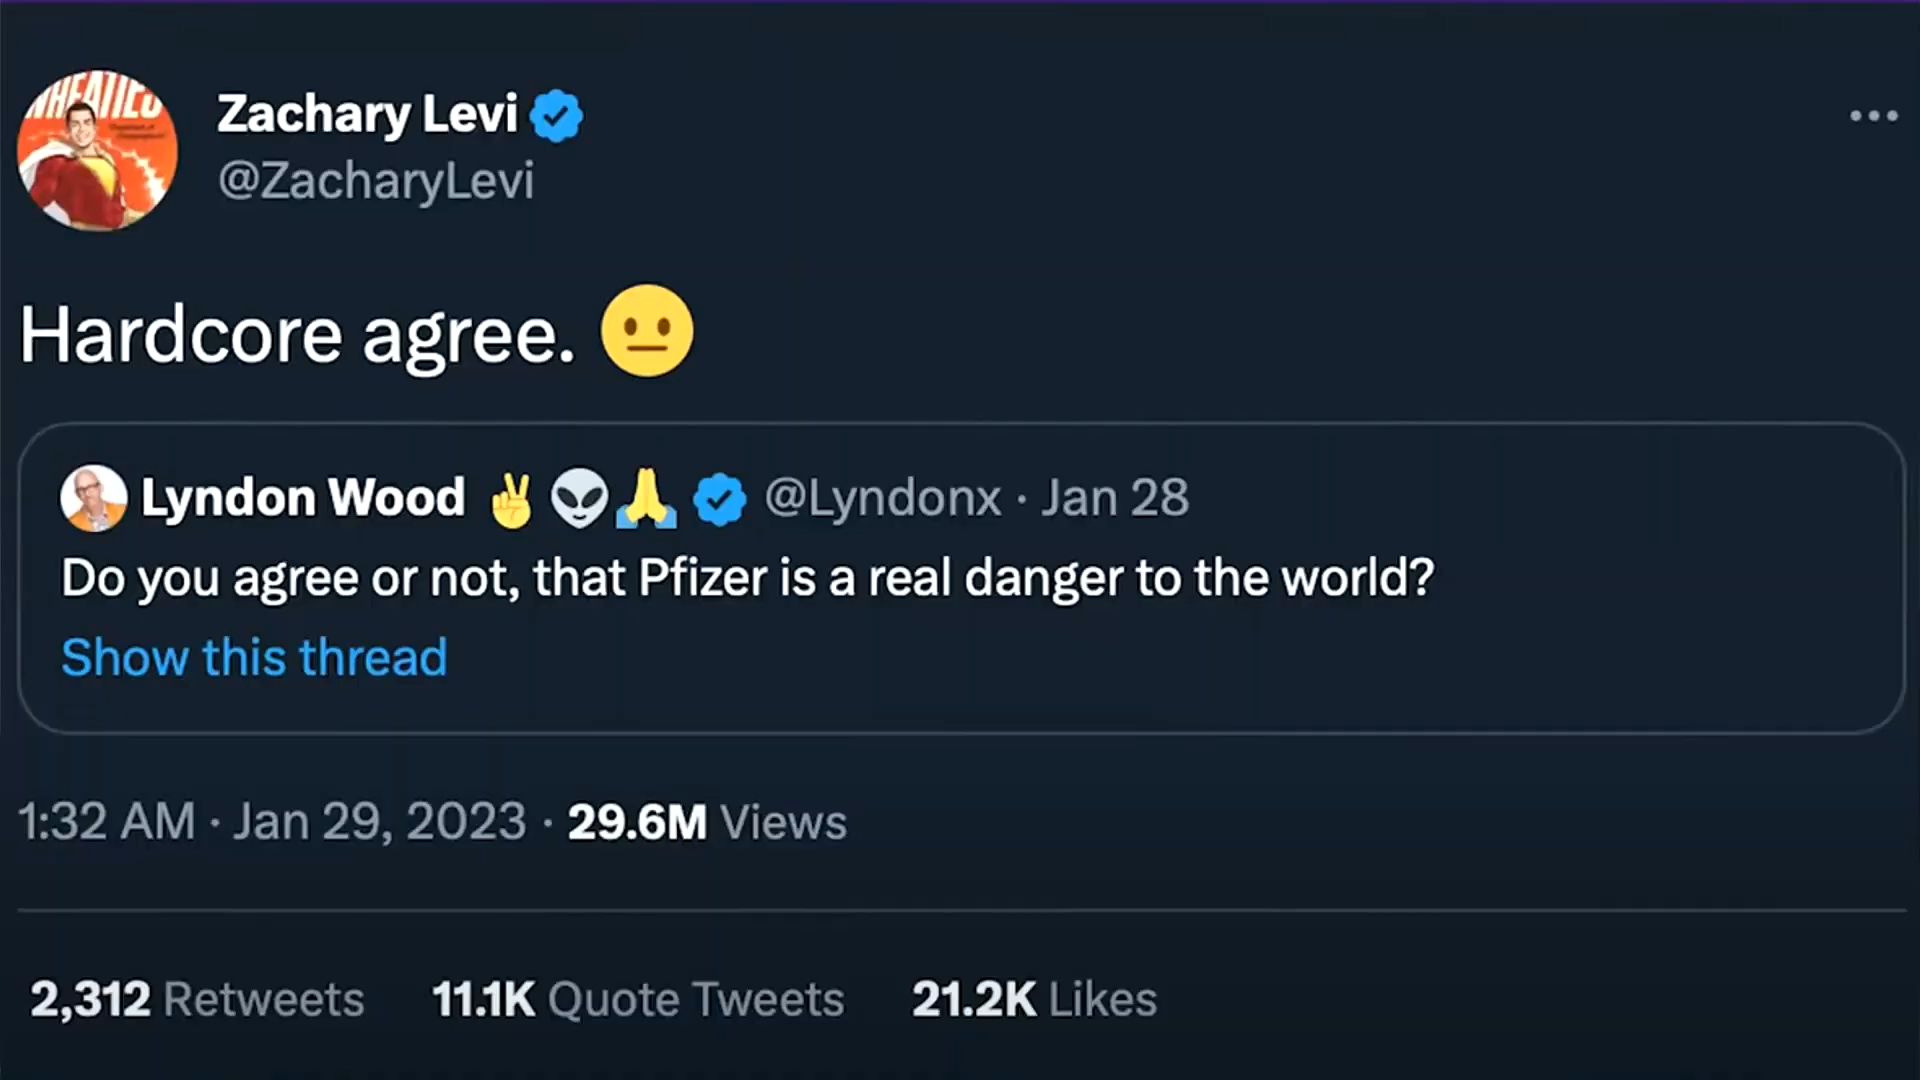 WHEATIES
Zachary Levi
@ZacharyLevi
Hardcore agree. 😐
Lyndon Wood ✌️👽🙏 @Lyndonx · Jan 28
Do you agree or not, that Pfizer is a real danger to the world?
Show this thread
1:32 AM · Jan 29, 2023 · 29.6M Views
2,312 Retweets 11.1K Quote Tweets 21.2K Likes